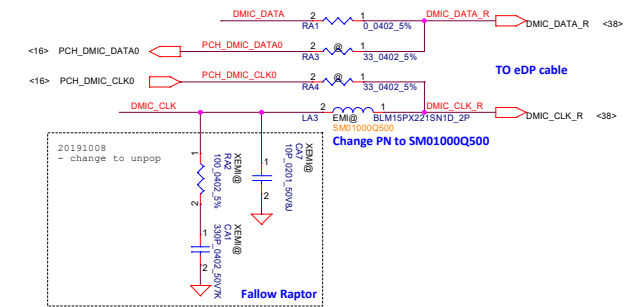 DMIC_DATA 2 1 DMIC_DATA_R
RA1 0_0402_5% DMIC_DATA_R <38>
<16> PCH_DMIC_DATA0 PCH_DMIC_DATA0 2 @ 1
RA3 33_0402_5%
TO eDP cable
<16> PCH_DMIC_CLK0 PCH_DMIC_CLK0 2 @ 1
RA4 33_0402_5%
DMIC_CLK 2 1 DMIC_CLK_R
LA3 EMI@ BLM15PX221SN1D_2P DMIC_CLK_R <38>
SM01000Q500
Change PN to SM01000Q500
20191008
- change to unpop
1 XEMI@
RA2
100_0402_5%
2
1 XEMI@
CA7
10P_0201_50V8J
2
1 XEMI@
CA1
330P_0402_50V7K
2
Fallow Raptor